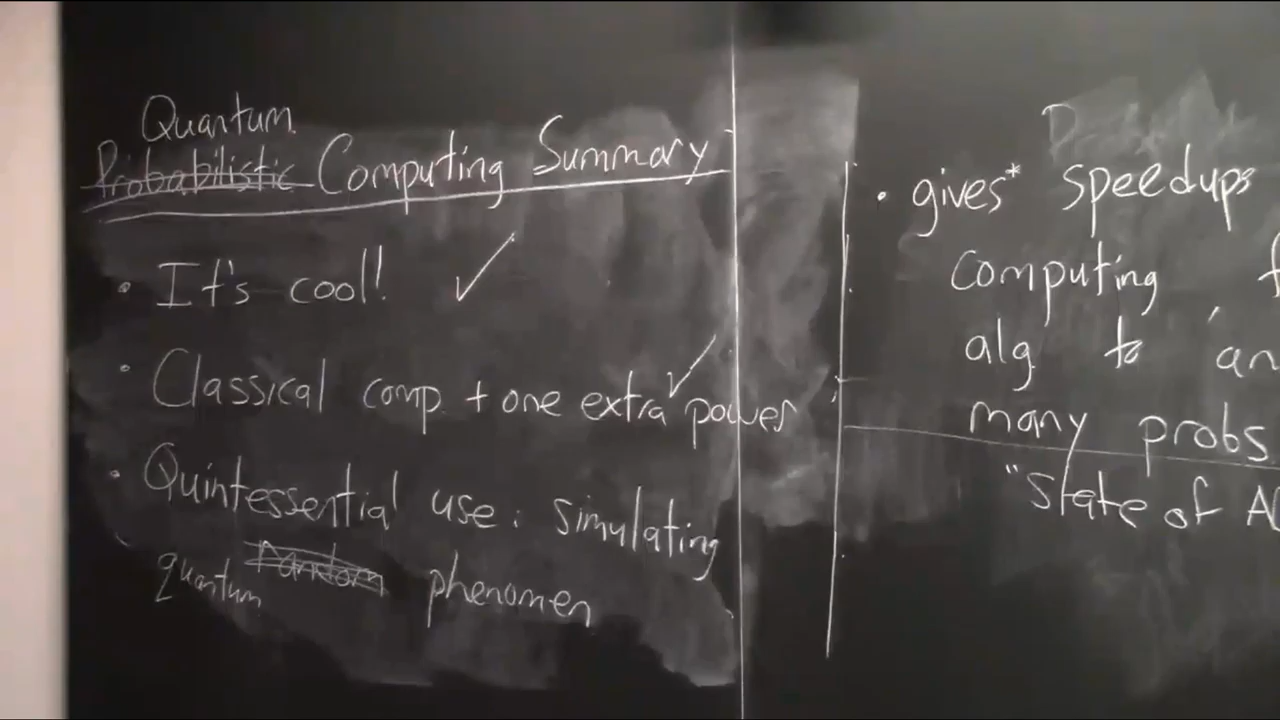 Quantum
Probabilistic Computing Summary
• It's cool! ✓
• Classical comp. + one extra power ✓
• Quintessential use: simulating
quantum random phenomen
• gives* speedups
computing f
alg. to an
many probs.
"State of A